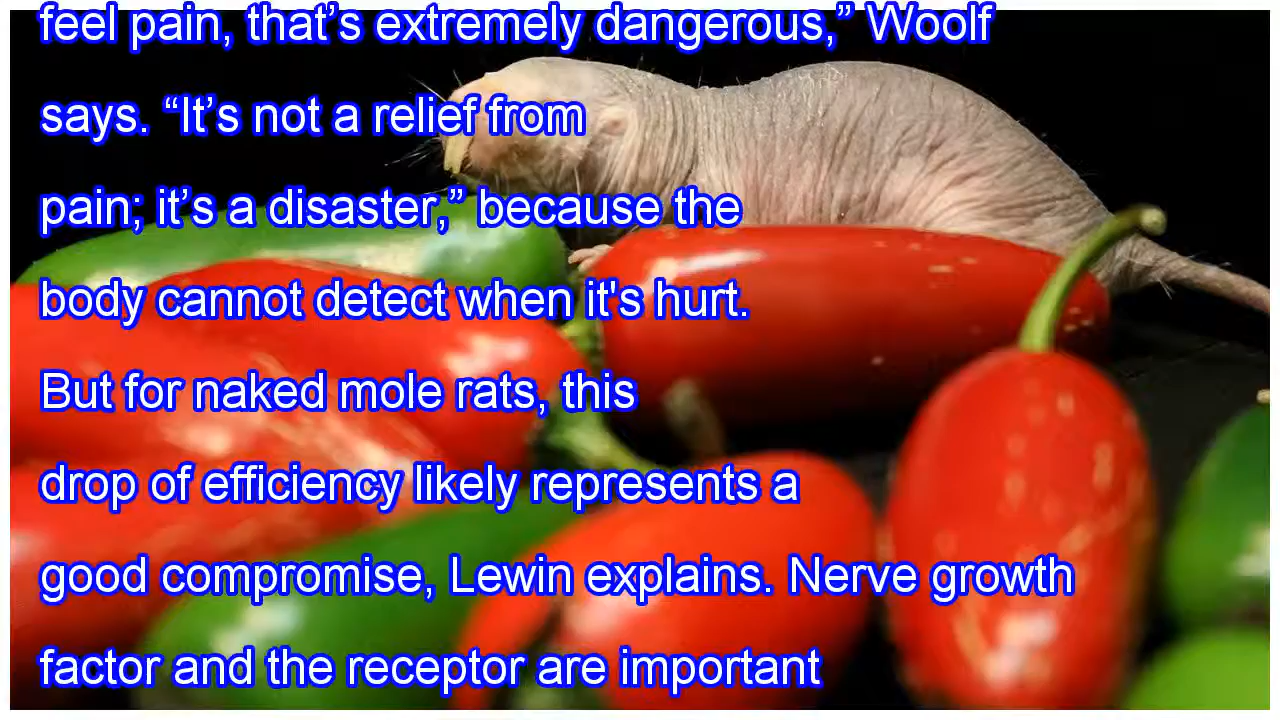 feel pain, that’s extremely dangerous,” Woolf
says. “It’s not a relief from
pain; it’s a disaster,” because the
body cannot detect when it's hurt.
But for naked mole rats, this
drop of efficiency likely represents a
good compromise, Lewin explains. Nerve growth
factor and the receptor are important